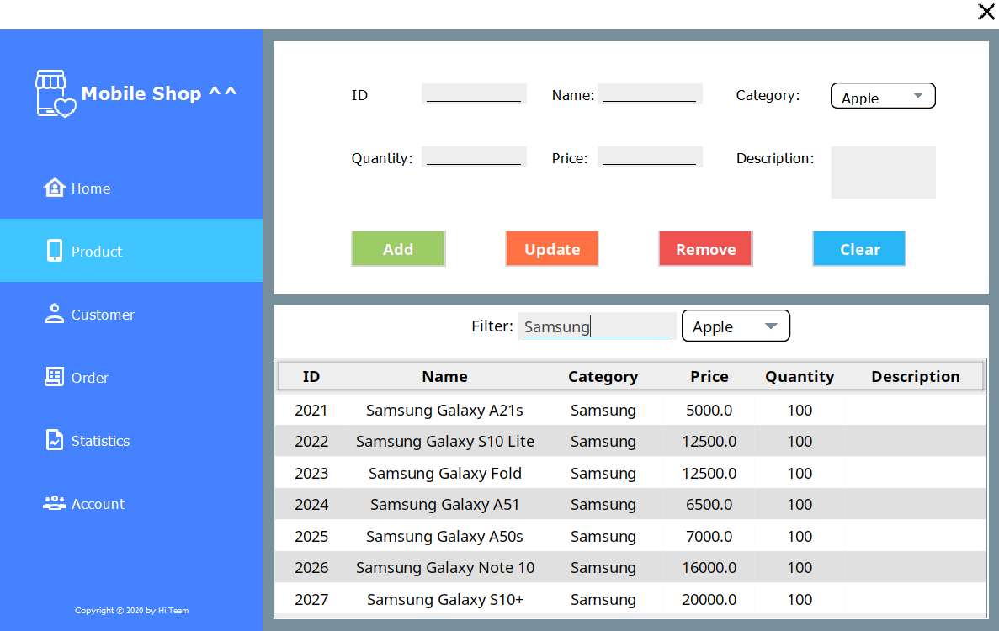 Mobile Shop ^^
Home
Product
Customer
Order
Statistics
Account
Copyright © 2020 by Hi Team
ID Name: Category: Apple
Quantity: Price: Description:
Add Update Remove Clear
Filter: Samsung Apple
ID Name Category Price Quantity Description
2021 Samsung Galaxy A21s Samsung 5000.0 100
2022 Samsung Galaxy S10 Lite Samsung 12500.0 100
2023 Samsung Galaxy Fold Samsung 12500.0 100
2024 Samsung Galaxy A51 Samsung 6500.0 100
2025 Samsung Galaxy A50s Samsung 7000.0 100
2026 Samsung Galaxy Note 10 Samsung 16000.0 100
2027 Samsung Galaxy S10+ Samsung 20000.0 100